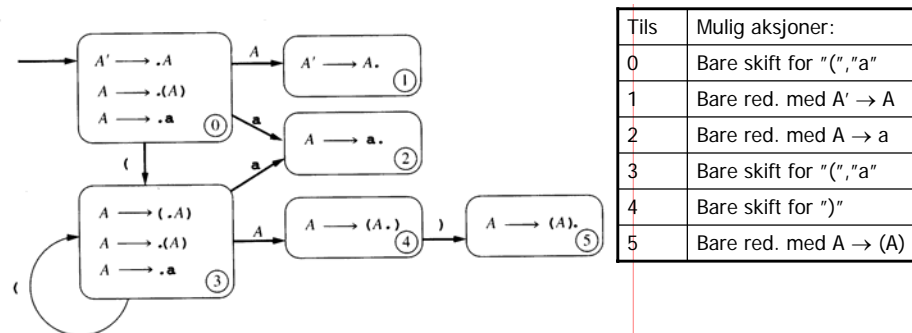 A' ⟶ .A
A ⟶ .(A)
A ⟶ .a
0
A
A' ⟶ A.
1
a
A ⟶ a.
2
a
(
A ⟶ (.A)
A ⟶ .(A)
A ⟶ .a
3
(
A
A ⟶ (A.)
4
)
A ⟶ (A).
5
Tils Mulig aksjoner:
0 Bare skift for "(","a"
1 Bare red. med A' → A
2 Bare red. med A → a
3 Bare skift for "(","a"
4 Bare skift for ")"
5 Bare red. med A → (A)